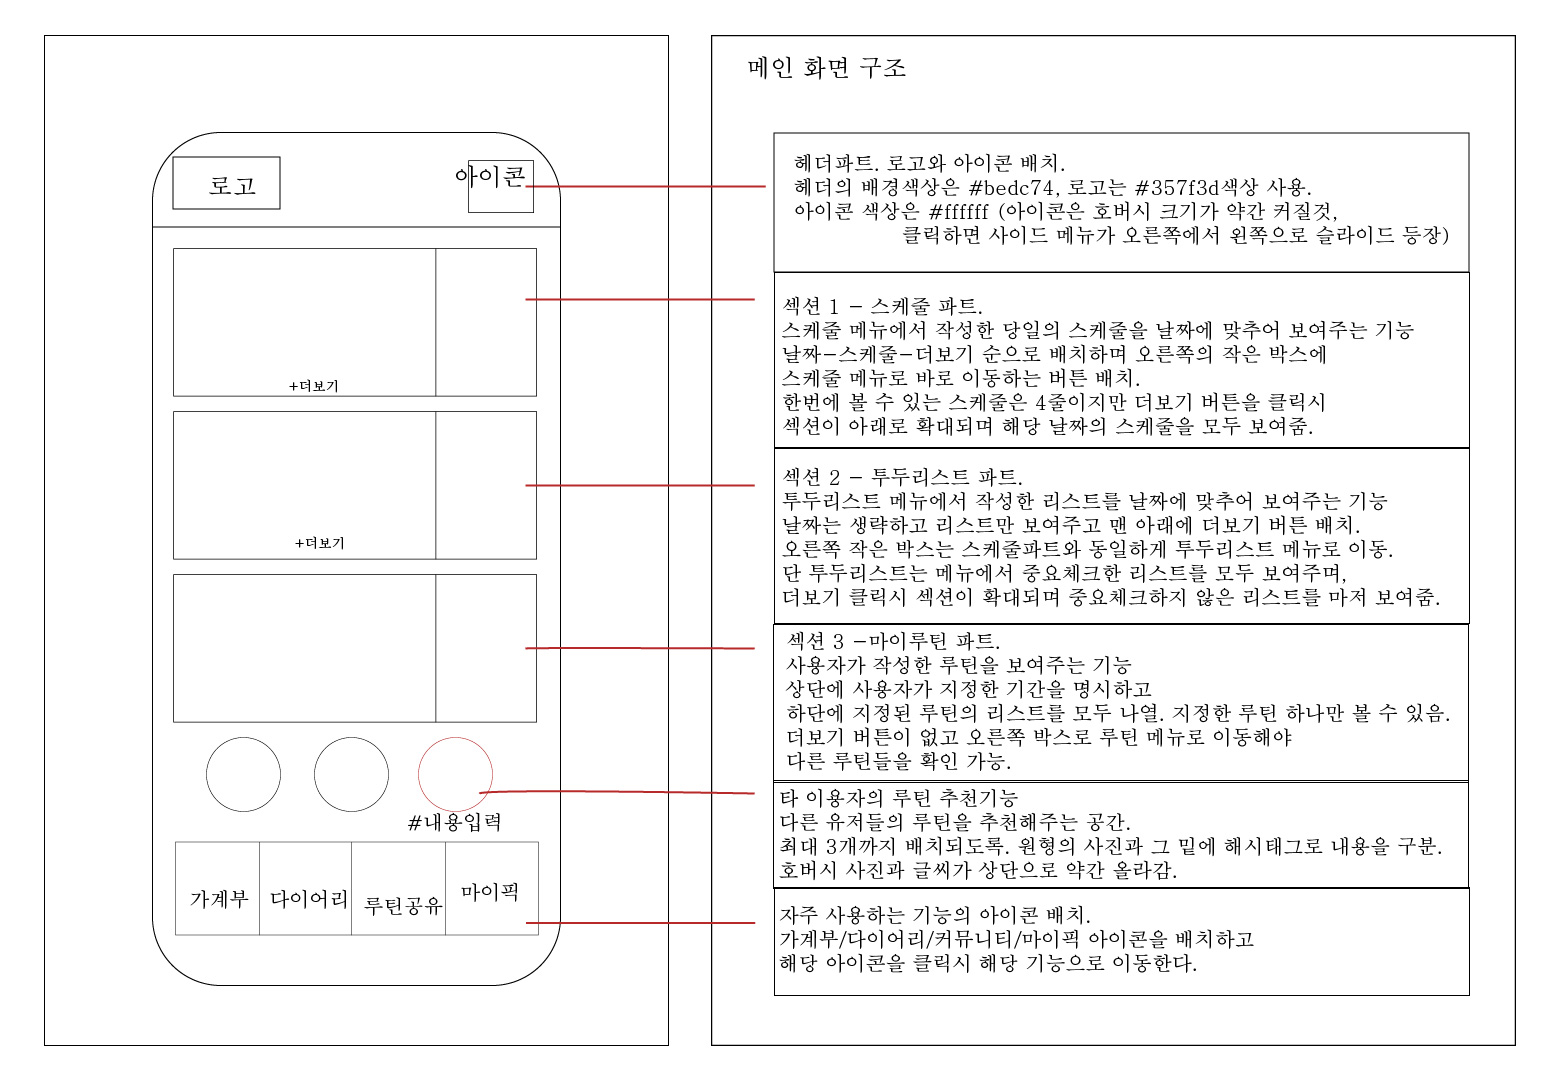 로고
아이콘
+더보기
+더보기
#내용입력
가계부
다이어리
루틴공유
마이픽
메인 화면 구조
헤더파트. 로고와 아이콘 배치.
헤더의 배경색상은 #bedc74, 로고는 #357f3d색상 사용.
아이콘 색상은 #ffffff (아이콘은 호버시 크기가 약간 커질것,
클릭하면 사이드 메뉴가 오른쪽에서 왼쪽으로 슬라이드 등장)
섹션 1 - 스케줄 파트.
스케줄 메뉴에서 작성한 당일의 스케줄을 날짜에 맞추어 보여주는 기능
날짜-스케줄-더보기 순으로 배치하며 오른쪽의 작은 박스에
스케줄 메뉴로 바로 이동하는 버튼 배치.
한번에 볼 수 있는 스케줄은 4줄이지만 더보기 버튼을 클릭시
섹션이 아래로 확대되며 해당 날짜의 스케줄을 모두 보여줌.
섹션 2 - 투두리스트 파트.
투두리스트 메뉴에서 작성한 리스트를 날짜에 맞추어 보여주는 기능
날짜는 생략하고 리스트만 보여주고 맨 아래에 더보기 버튼 배치.
오른쪽 작은 박스는 스케줄파트와 동일하게 투두리스트 메뉴로 이동.
단 투두리스트는 메뉴에서 중요체크한 리스트를 모두 보여주며,
더보기 클릭시 섹션이 확대되며 중요체크하지 않은 리스트를 마저 보여줌.
섹션 3 -마이루틴 파트.
사용자가 작성한 루틴을 보여주는 기능
상단에 사용자가 지정한 기간을 명시하고
하단에 지정된 루틴의 리스트를 모두 나열. 지정한 루틴 하나만 볼 수 있음.
더보기 버튼이 없고 오른쪽 박스로 루틴 메뉴로 이동해야
다른 루틴들을 확인 가능.
타 이용자의 루틴 추천기능
다른 유저들의 루틴을 추천해주는 공간.
최대 3개까지 배치되도록. 원형의 사진과 그 밑에 해시태그로 내용을 구분.
호버시 사진과 글씨가 상단으로 약간 올라감.
자주 사용하는 기능의 아이콘 배치.
가계부/다이어리/커뮤니티/마이픽 아이콘을 배치하고
해당 아이콘을 클릭시 해당 기능으로 이동한다.